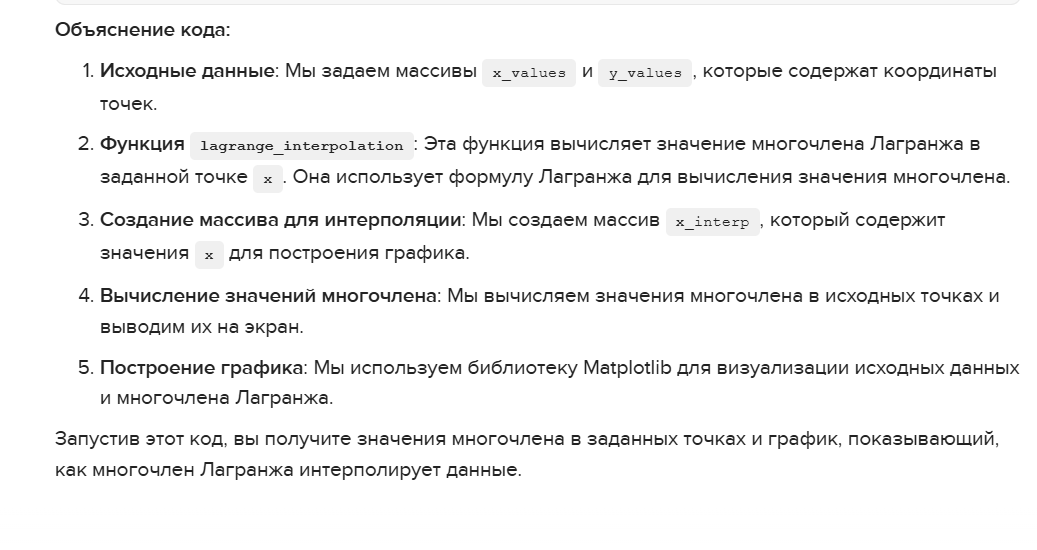 Объяснение кода:
1. Исходные данные: Мы задаем массивы x_values и y_values, которые содержат координаты
точек.
2. Функция lagrange_interpolation: Эта функция вычисляет значение многочлена Лагранжа в
заданной точке x. Она использует формулу Лагранжа для вычисления значения многочлена.
3. Создание массива для интерполяции: Мы создаем массив x_interp, который содержит
значения x для построения графика.
4. Вычисление значений многочлена: Мы вычисляем значения многочлена в исходных точках и
выводим их на экран.
5. Построение графика: Мы используем библиотеку Matplotlib для визуализации исходных данных
и многочлена Лагранжа.
Запустив этот код, вы получите значения многочлена в заданных точках и график, показывающий,
как многочлен Лагранжа интерполирует данные.